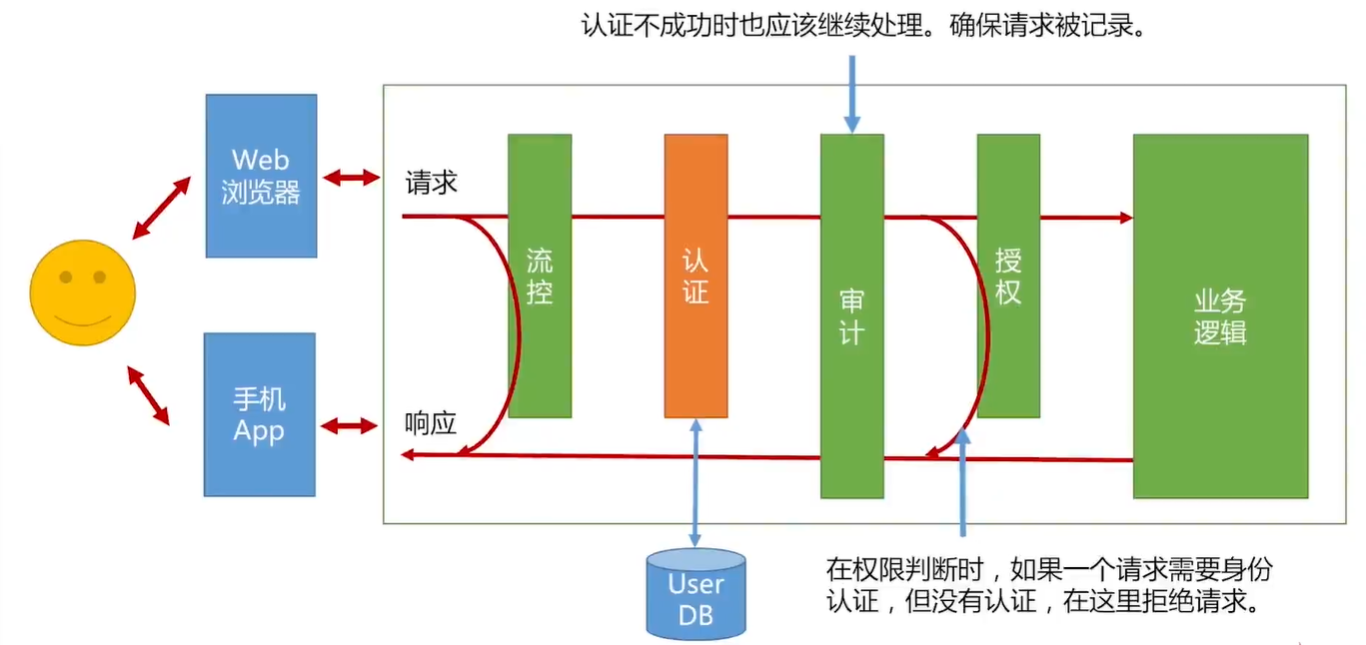 认证不成功时也应该继续处理。确保请求被记录。
Web
浏览器
请求
流
控
认
证
审
计
授
权
业务
逻辑
手机
App
响应
User
DB
在权限判断时，如果一个请求需要身份
认证，但没有认证，在这里拒绝请求。